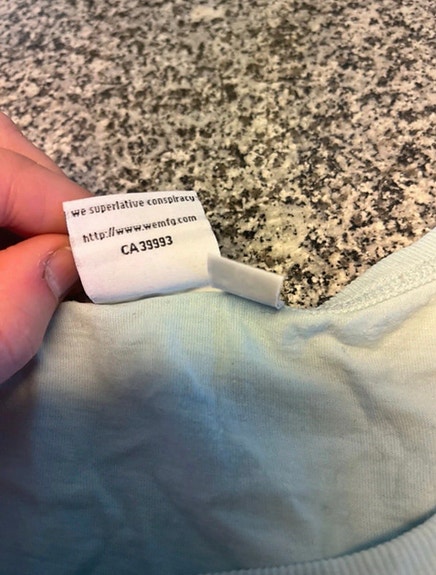 we superlative conspiracy
http://www.wemfg.com
CA39993